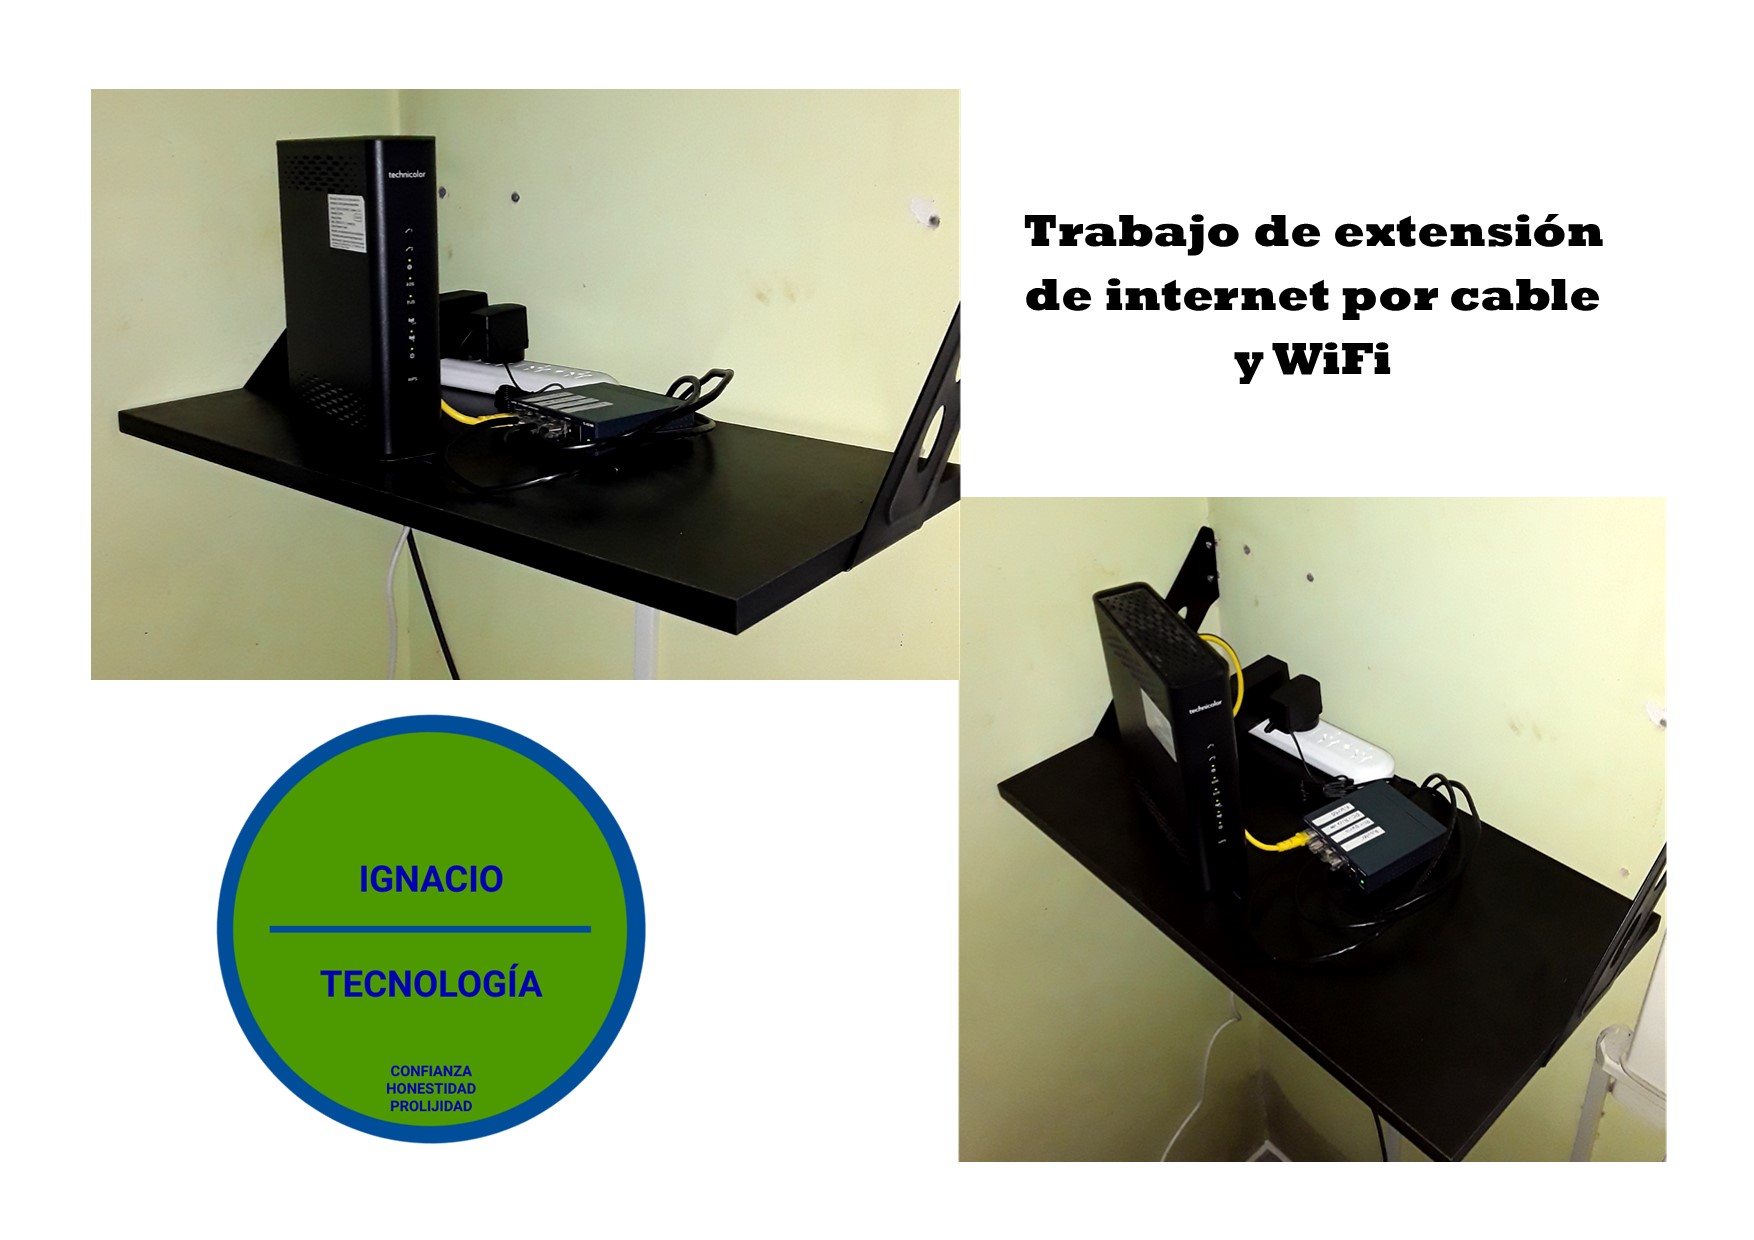 technicolor
Trabajo de extensión
de internet por cable
y WiFi
technicolor
IGNACIO
TECNOLOGÍA
CONFIANZA
HONESTIDAD
PROLIJIDAD